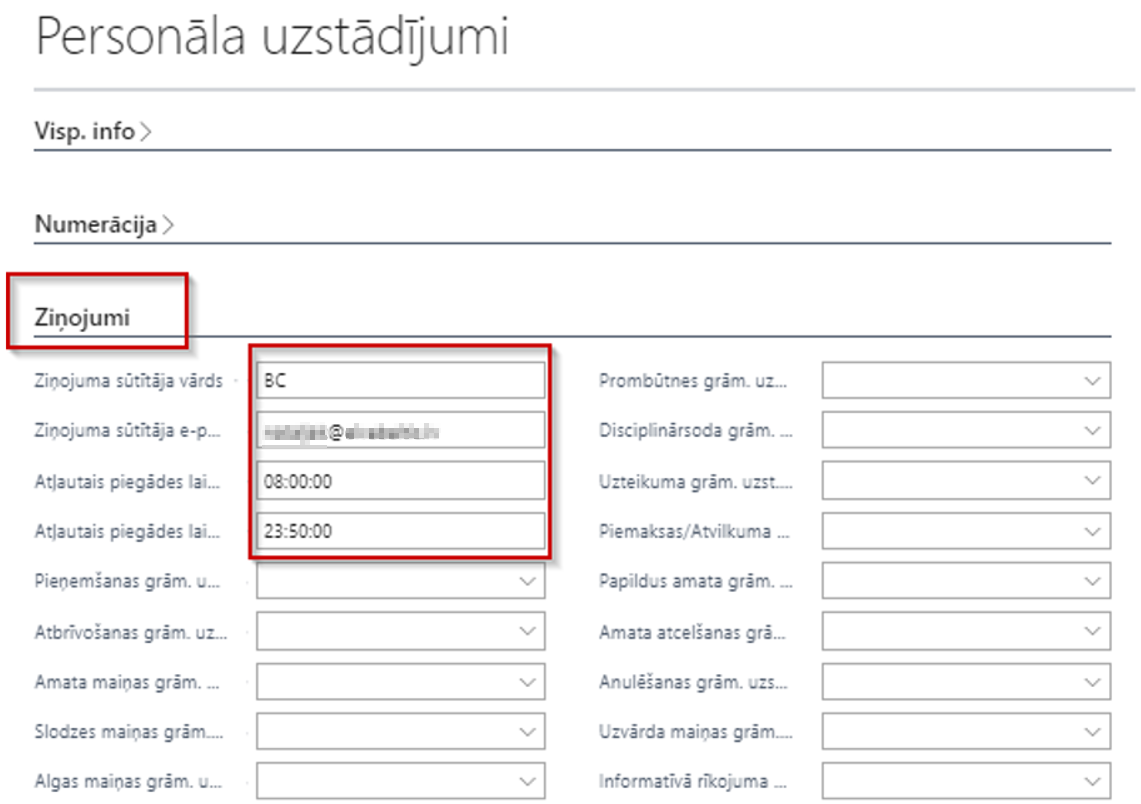 Personāla uzstādījumi
Visp. info
Numerācija
Ziņojumi
Ziņojuma sūtītāja vārds BC
Ziņojuma sūtītāja e-p...
Atļautais piegādes lai... 08:00:00
Atļautais piegādes lai... 23:50:00
Pieņemšanas grām. u...
Atbrīvošanas grām. uz...
Amata maiņas grām. ...
Slodzes maiņas grām....
Algas maiņas grām. u...
Prombūtnes grām. uz...
Disciplinārsoda grām. ...
Uzteikuma grām. uzst....
Piemaksas/Atvilkuma ...
Papildus amata grām. ...
Amata atcelšanas grā...
Anulēšanas grām. uzs...
Uzvārda maiņas grām....
Informatīvā rīkojuma ...